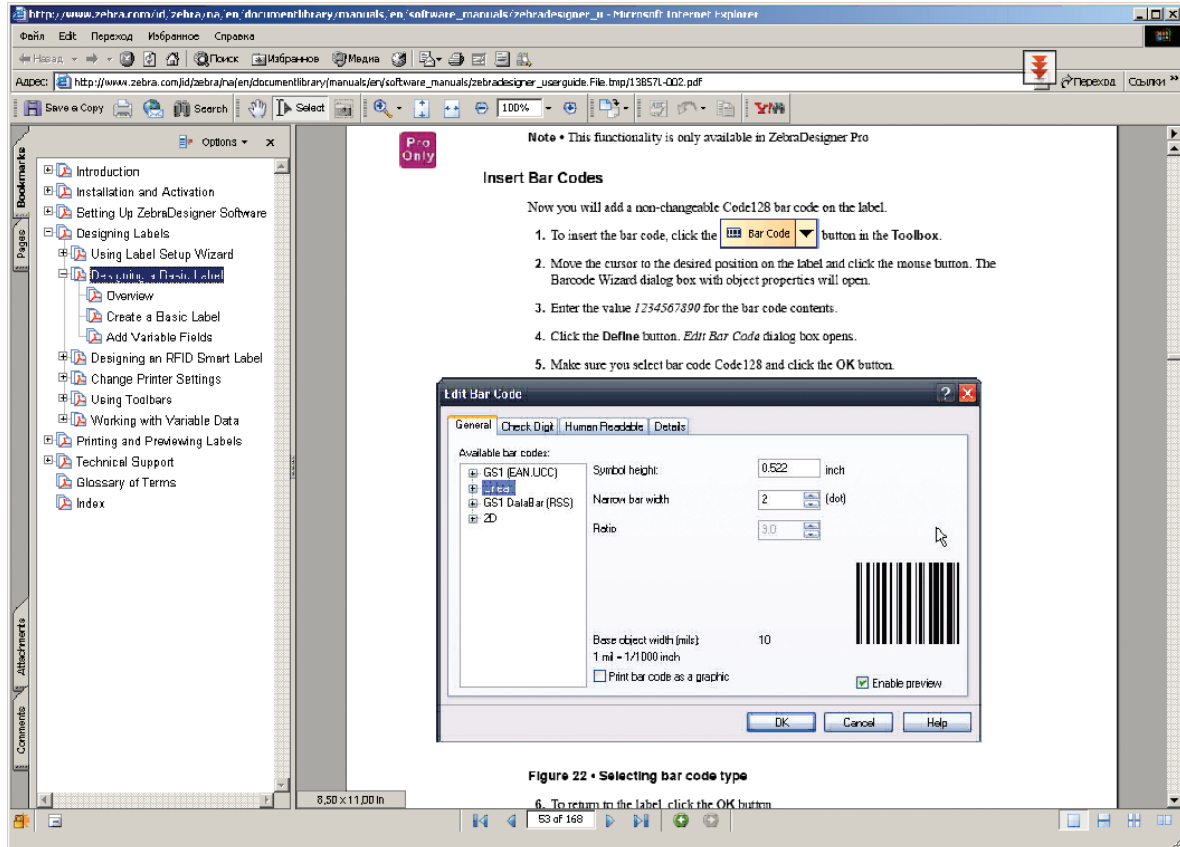 http://www.zebra.com/id/zebra/na/en/documentlibrary/manuals/en/software_manuals/zebradesigner_u - Microsoft Internet Explorer
Файл Edit Переход Избранное Справка
Назад Поиск Избранное Медиа
Адрес: http://www.zebra.com/id/zebra/na/en/documentlibrary/manuals/en/software_manuals/zebradesigner_userguide.File.tmp/13857L-002.pdf Переход Ссылки »
Save a Copy Search Select 100% Y!
Bookmarks
Pages
Attachments
Comments
Options x
Introduction
Installation and Activation
Setting Up ZebraDesigner Software
Designing Labels
Using Label Setup Wizard
Designing a Basic Label
Overview
Create a Basic Label
Add Variable Fields
Designing an RFID Smart Label
Change Printer Settings
Using Toolbars
Working with Variable Data
Printing and Previewing Labels
Technical Support
Glossary of Terms
Index
Pro Only
Note • This functionality is only available in ZebraDesigner Pro
Insert Bar Codes
Now you will add a non-changeable Code128 bar code on the label.
1. To insert the bar code, click the Bar Code button in the Toolbox.
2. Move the cursor to the desired position on the label and click the mouse button. The
Barcode Wizard dialog box with object properties will open.
3. Enter the value 1234567890 for the bar code contents.
4. Click the Define button. Edit Bar Code dialog box opens.
5. Make sure you select bar code Code128 and click the OK button.
Edit Bar Code
General Check Digit Human Readable Details
Available bar codes:
GS1 (EAN.UCC)
Linear
GS1 DataBar (RSS)
2D
Symbol height: 0.522 inch
Narrow bar width 2 (dot)
Ratio 3.0
Base object width (mils): 10
1 mil = 1/1000 inch
Print bar code as a graphic
Enable preview
OK Cancel Help
Figure 22 • Selecting bar code type
6. To return to the label, click the OK button
8,50 x 11,00 in
53 of 168